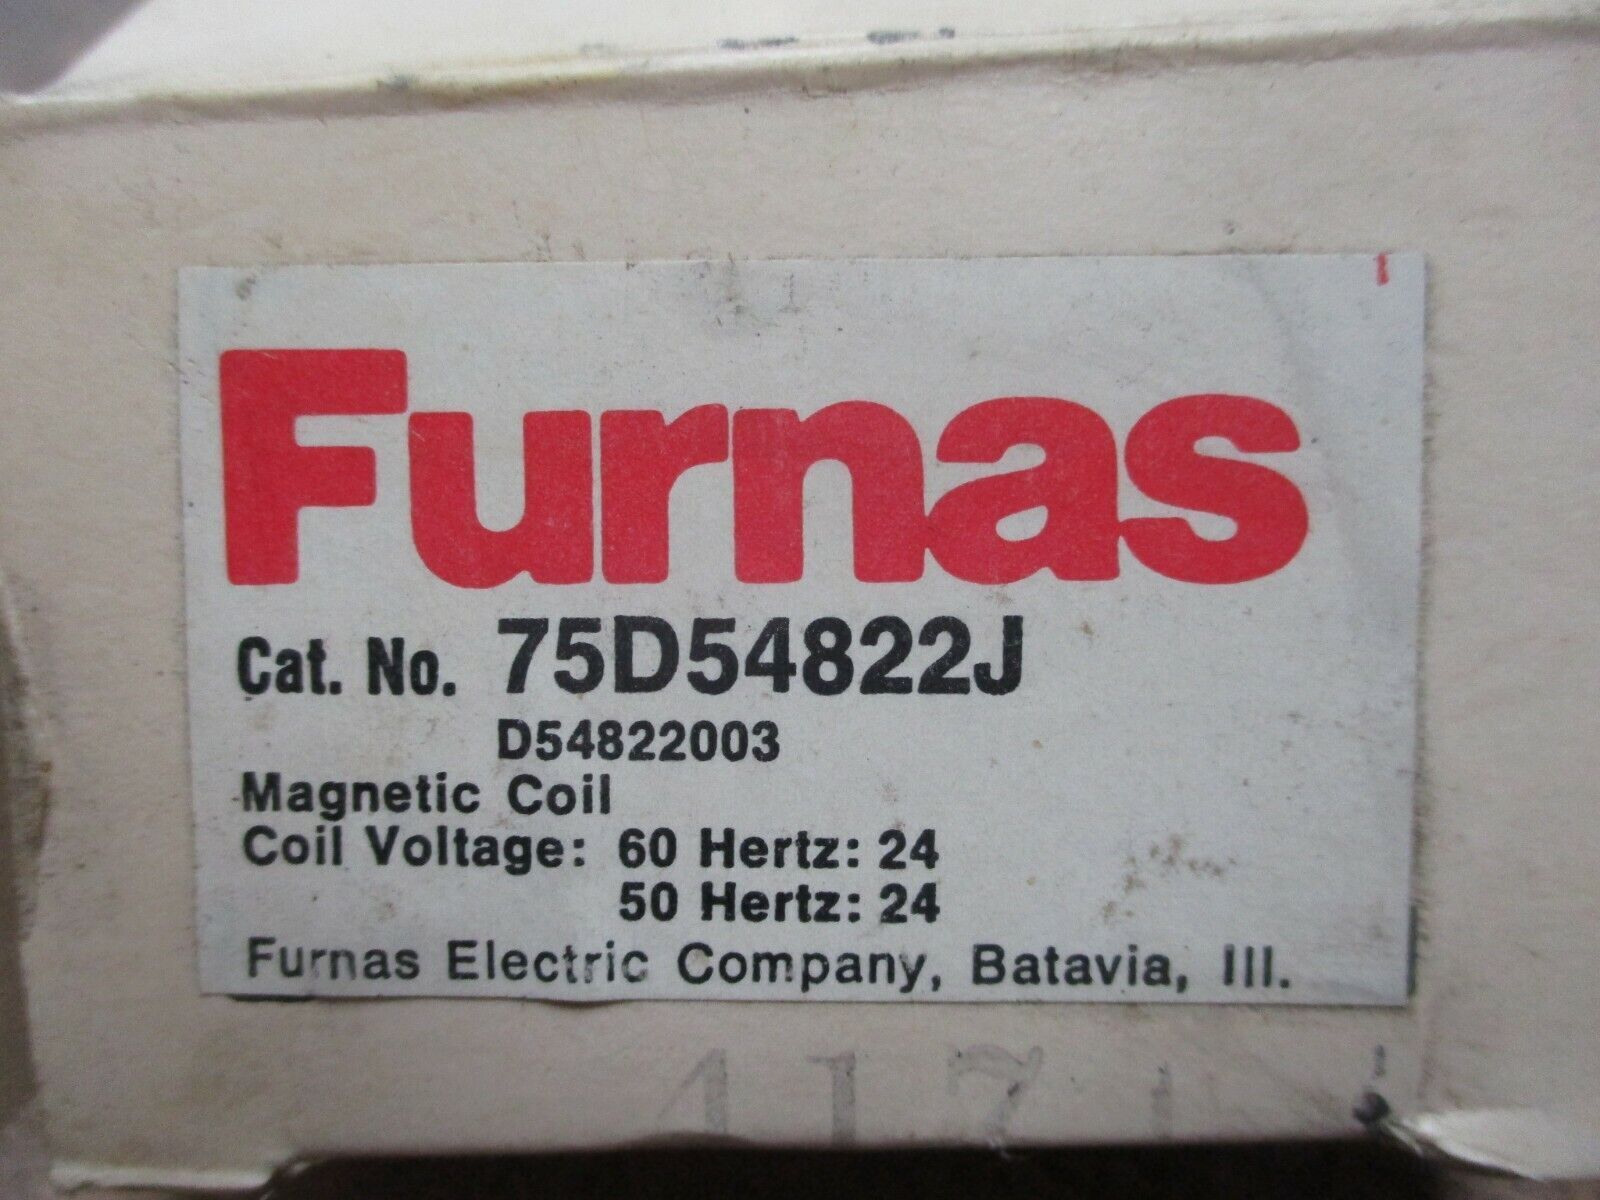 Furnas
Cat. No. 75D54822J
D54822003
Magnetic Coil
Coil Voltage: 60 Hertz: 24
50 Hertz: 24
Furnas Electric Company, Batavia, Ill.